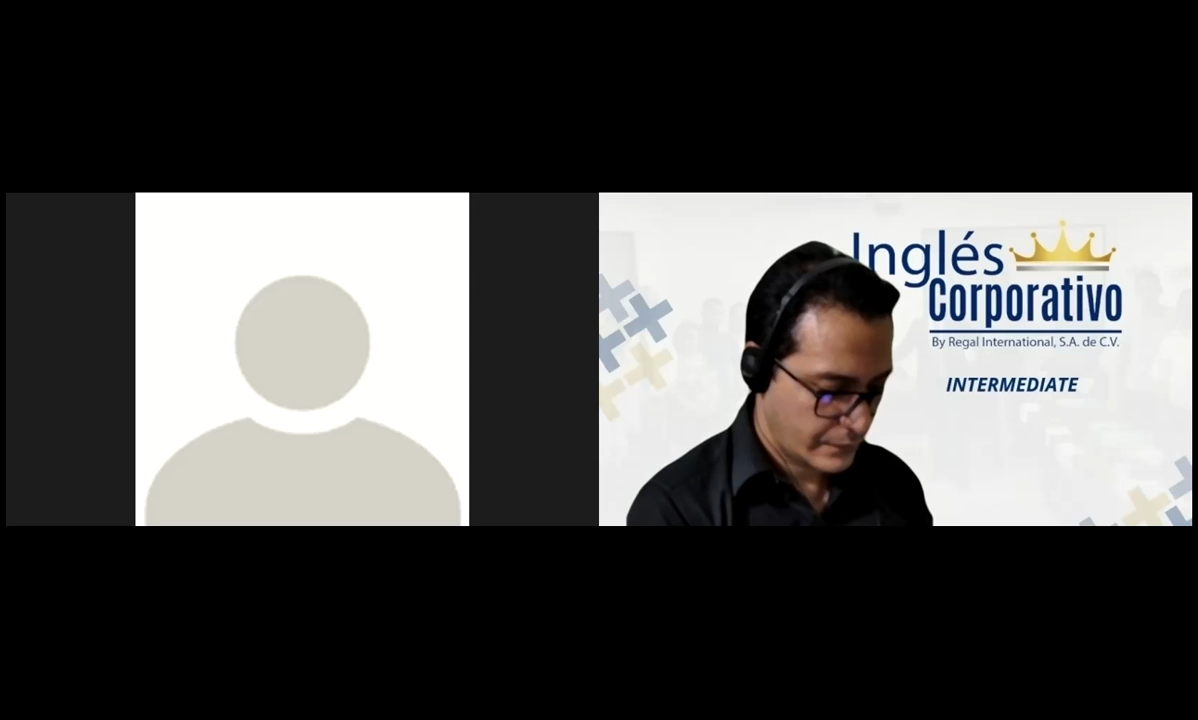 Inglés
Corporativo
By Regal International, S.A. de C.V.
INTERMEDIATE